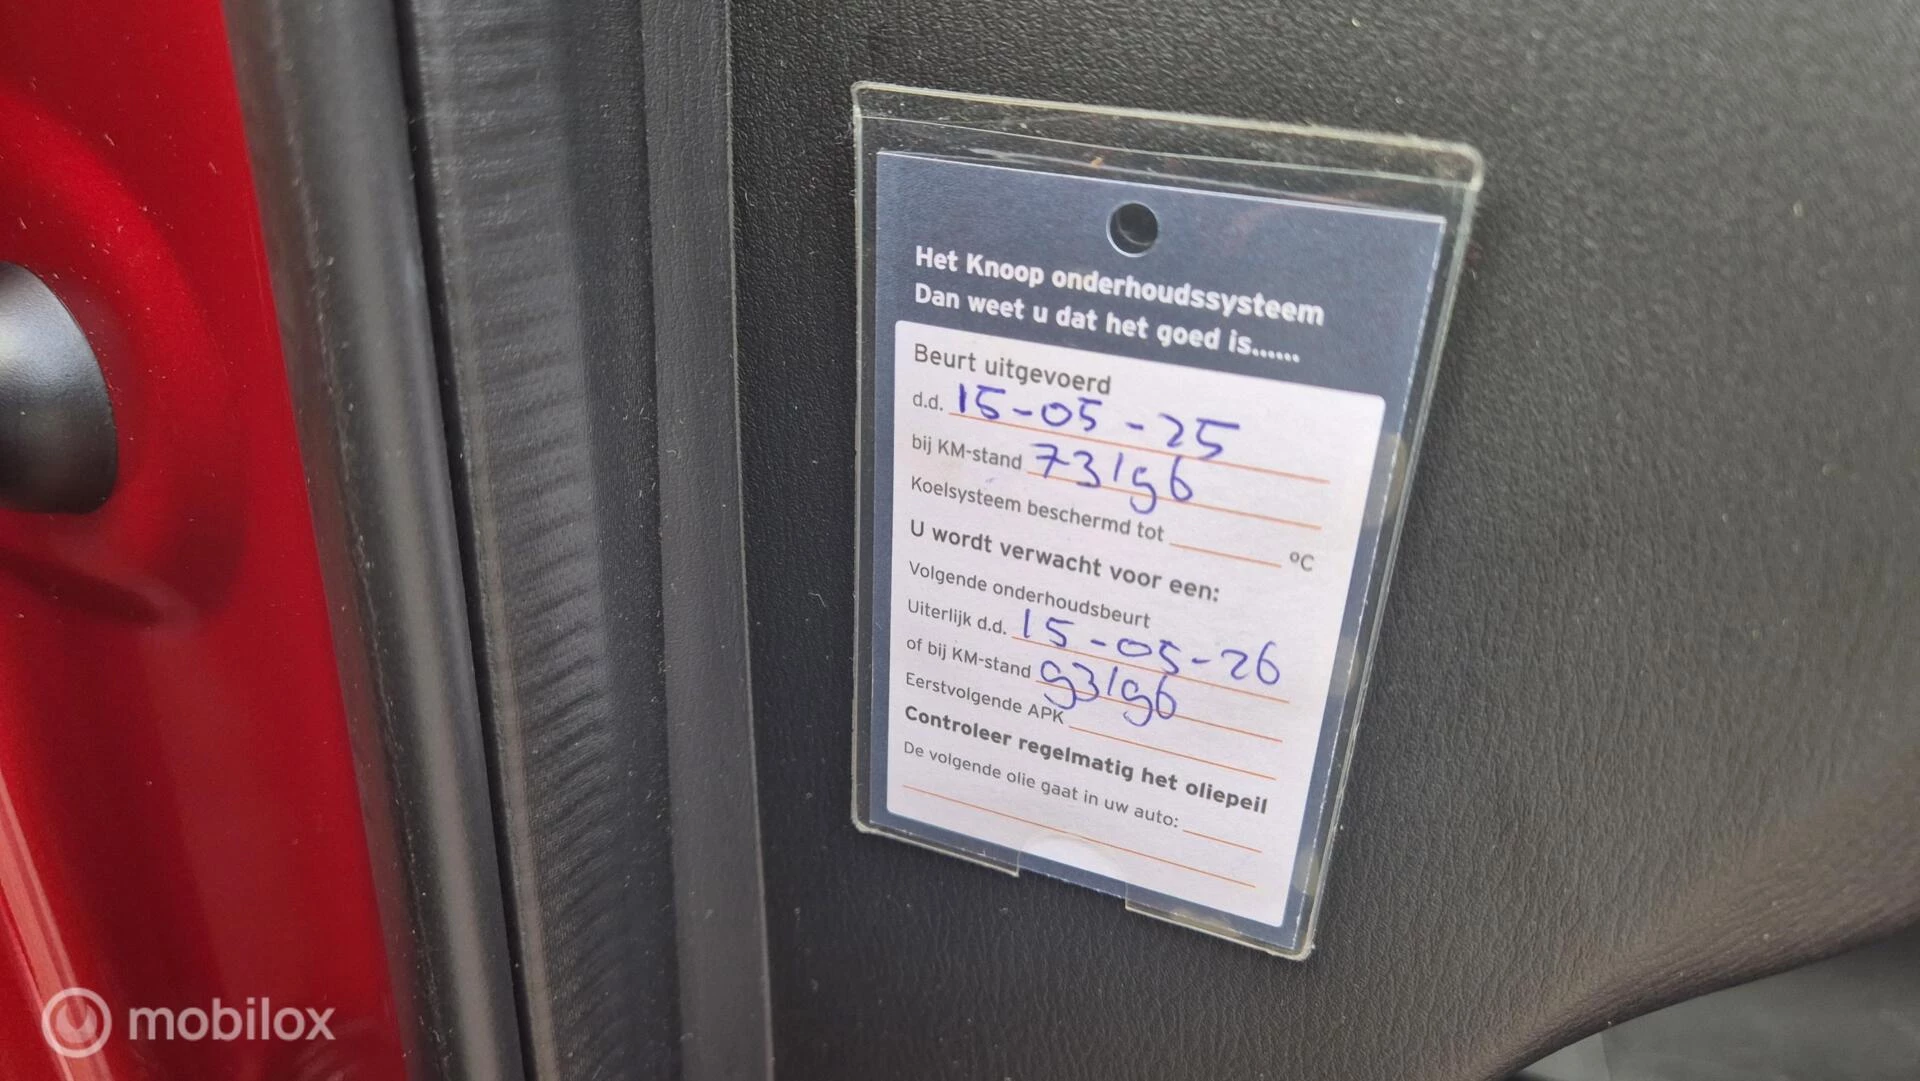 Het Knoop onderhoudssysteem
Dan weet u dat het goed is......
Beurt uitgevoerd
d.d. 15-05-25
bij KM-stand 73196
Koelsysteem beschermd tot ºC
U wordt verwacht voor een:
Volgende onderhoudsbeurt
Uiterlijk d.d. 15-05-26
of bij KM-stand 93196
Eerstvolgende APK
Controleer regelmatig het oliepeil
De volgende olie gaat in uw auto:
mobilox